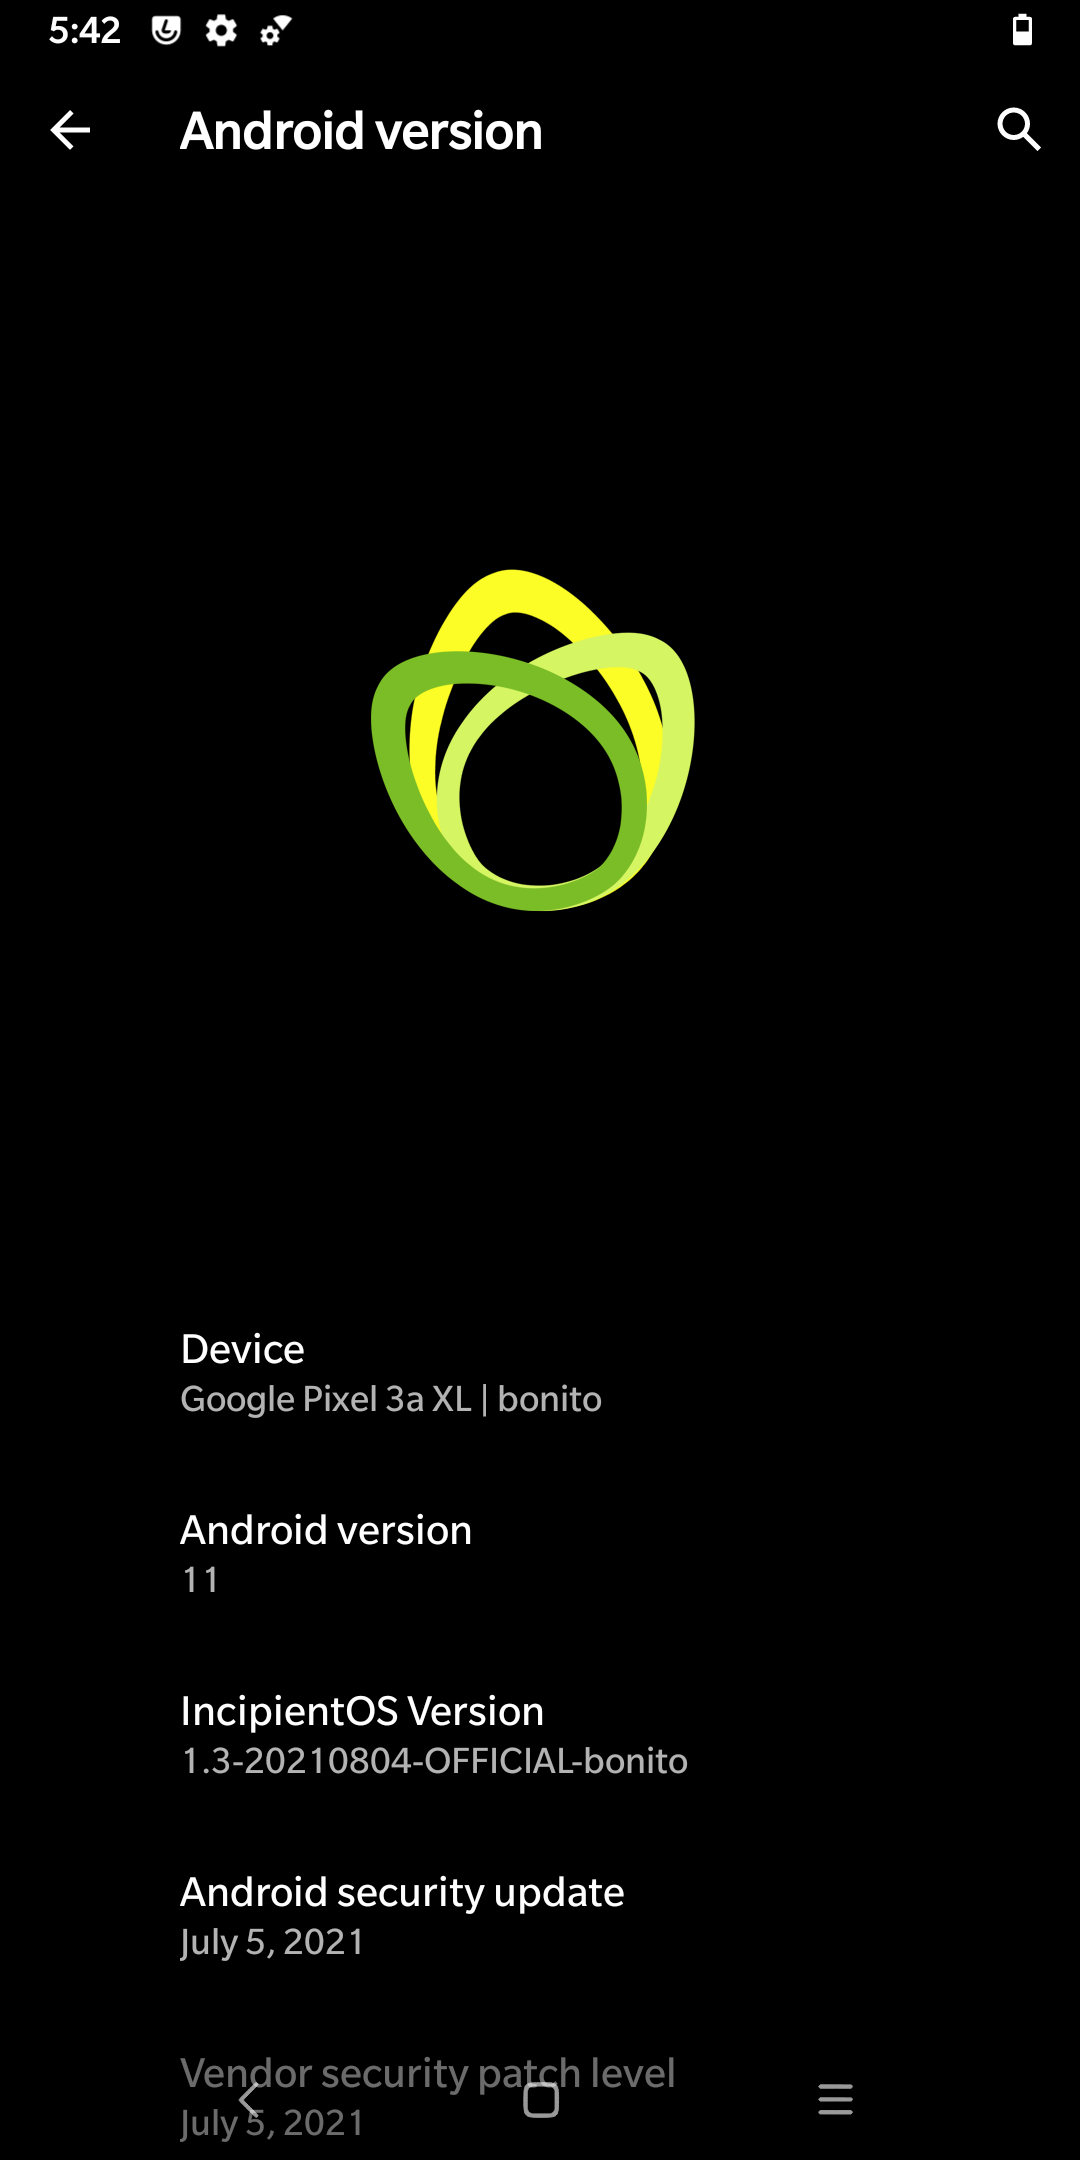 5:42
Android version
Device
Google Pixel 3a XL | bonito
Android version
11
IncipientOS Version
1.3-20210804-OFFICIAL-bonito
Android security update
July 5, 2021
Vendor security patch level
July 5, 2021